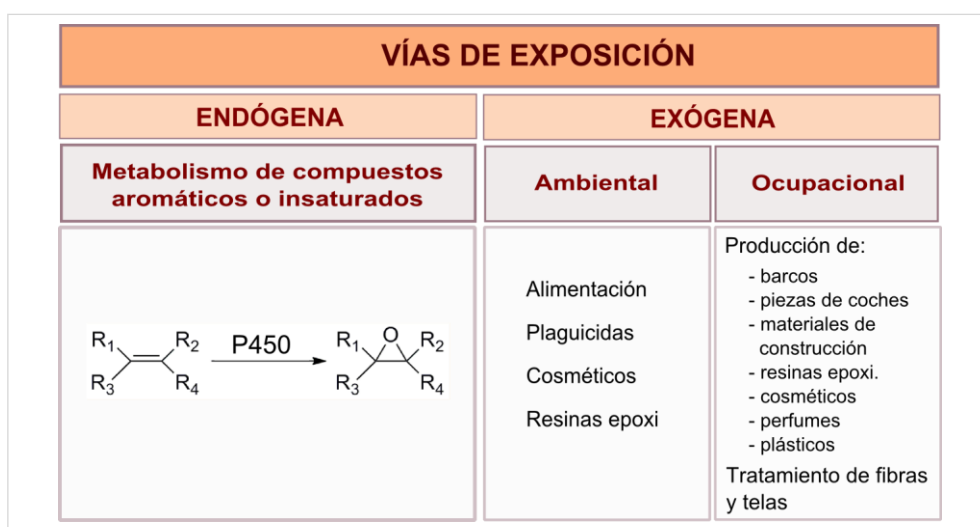 VÍAS DE EXPOSICIÓN
ENDÓGENA
EXÓGENA
Metabolismo de compuestos
aromáticos o insaturados
Ambiental
Ocupacional
R1 R2
R3 R4
P450
R1 O R2
R3 R4
Alimentación
Plaguicidas
Cosméticos
Resinas epoxi
Producción de:
- barcos
- piezas de coches
- materiales de
construcción
- resinas epoxi.
- cosméticos
- perfumes
- plásticos
Tratamiento de fibras
y telas